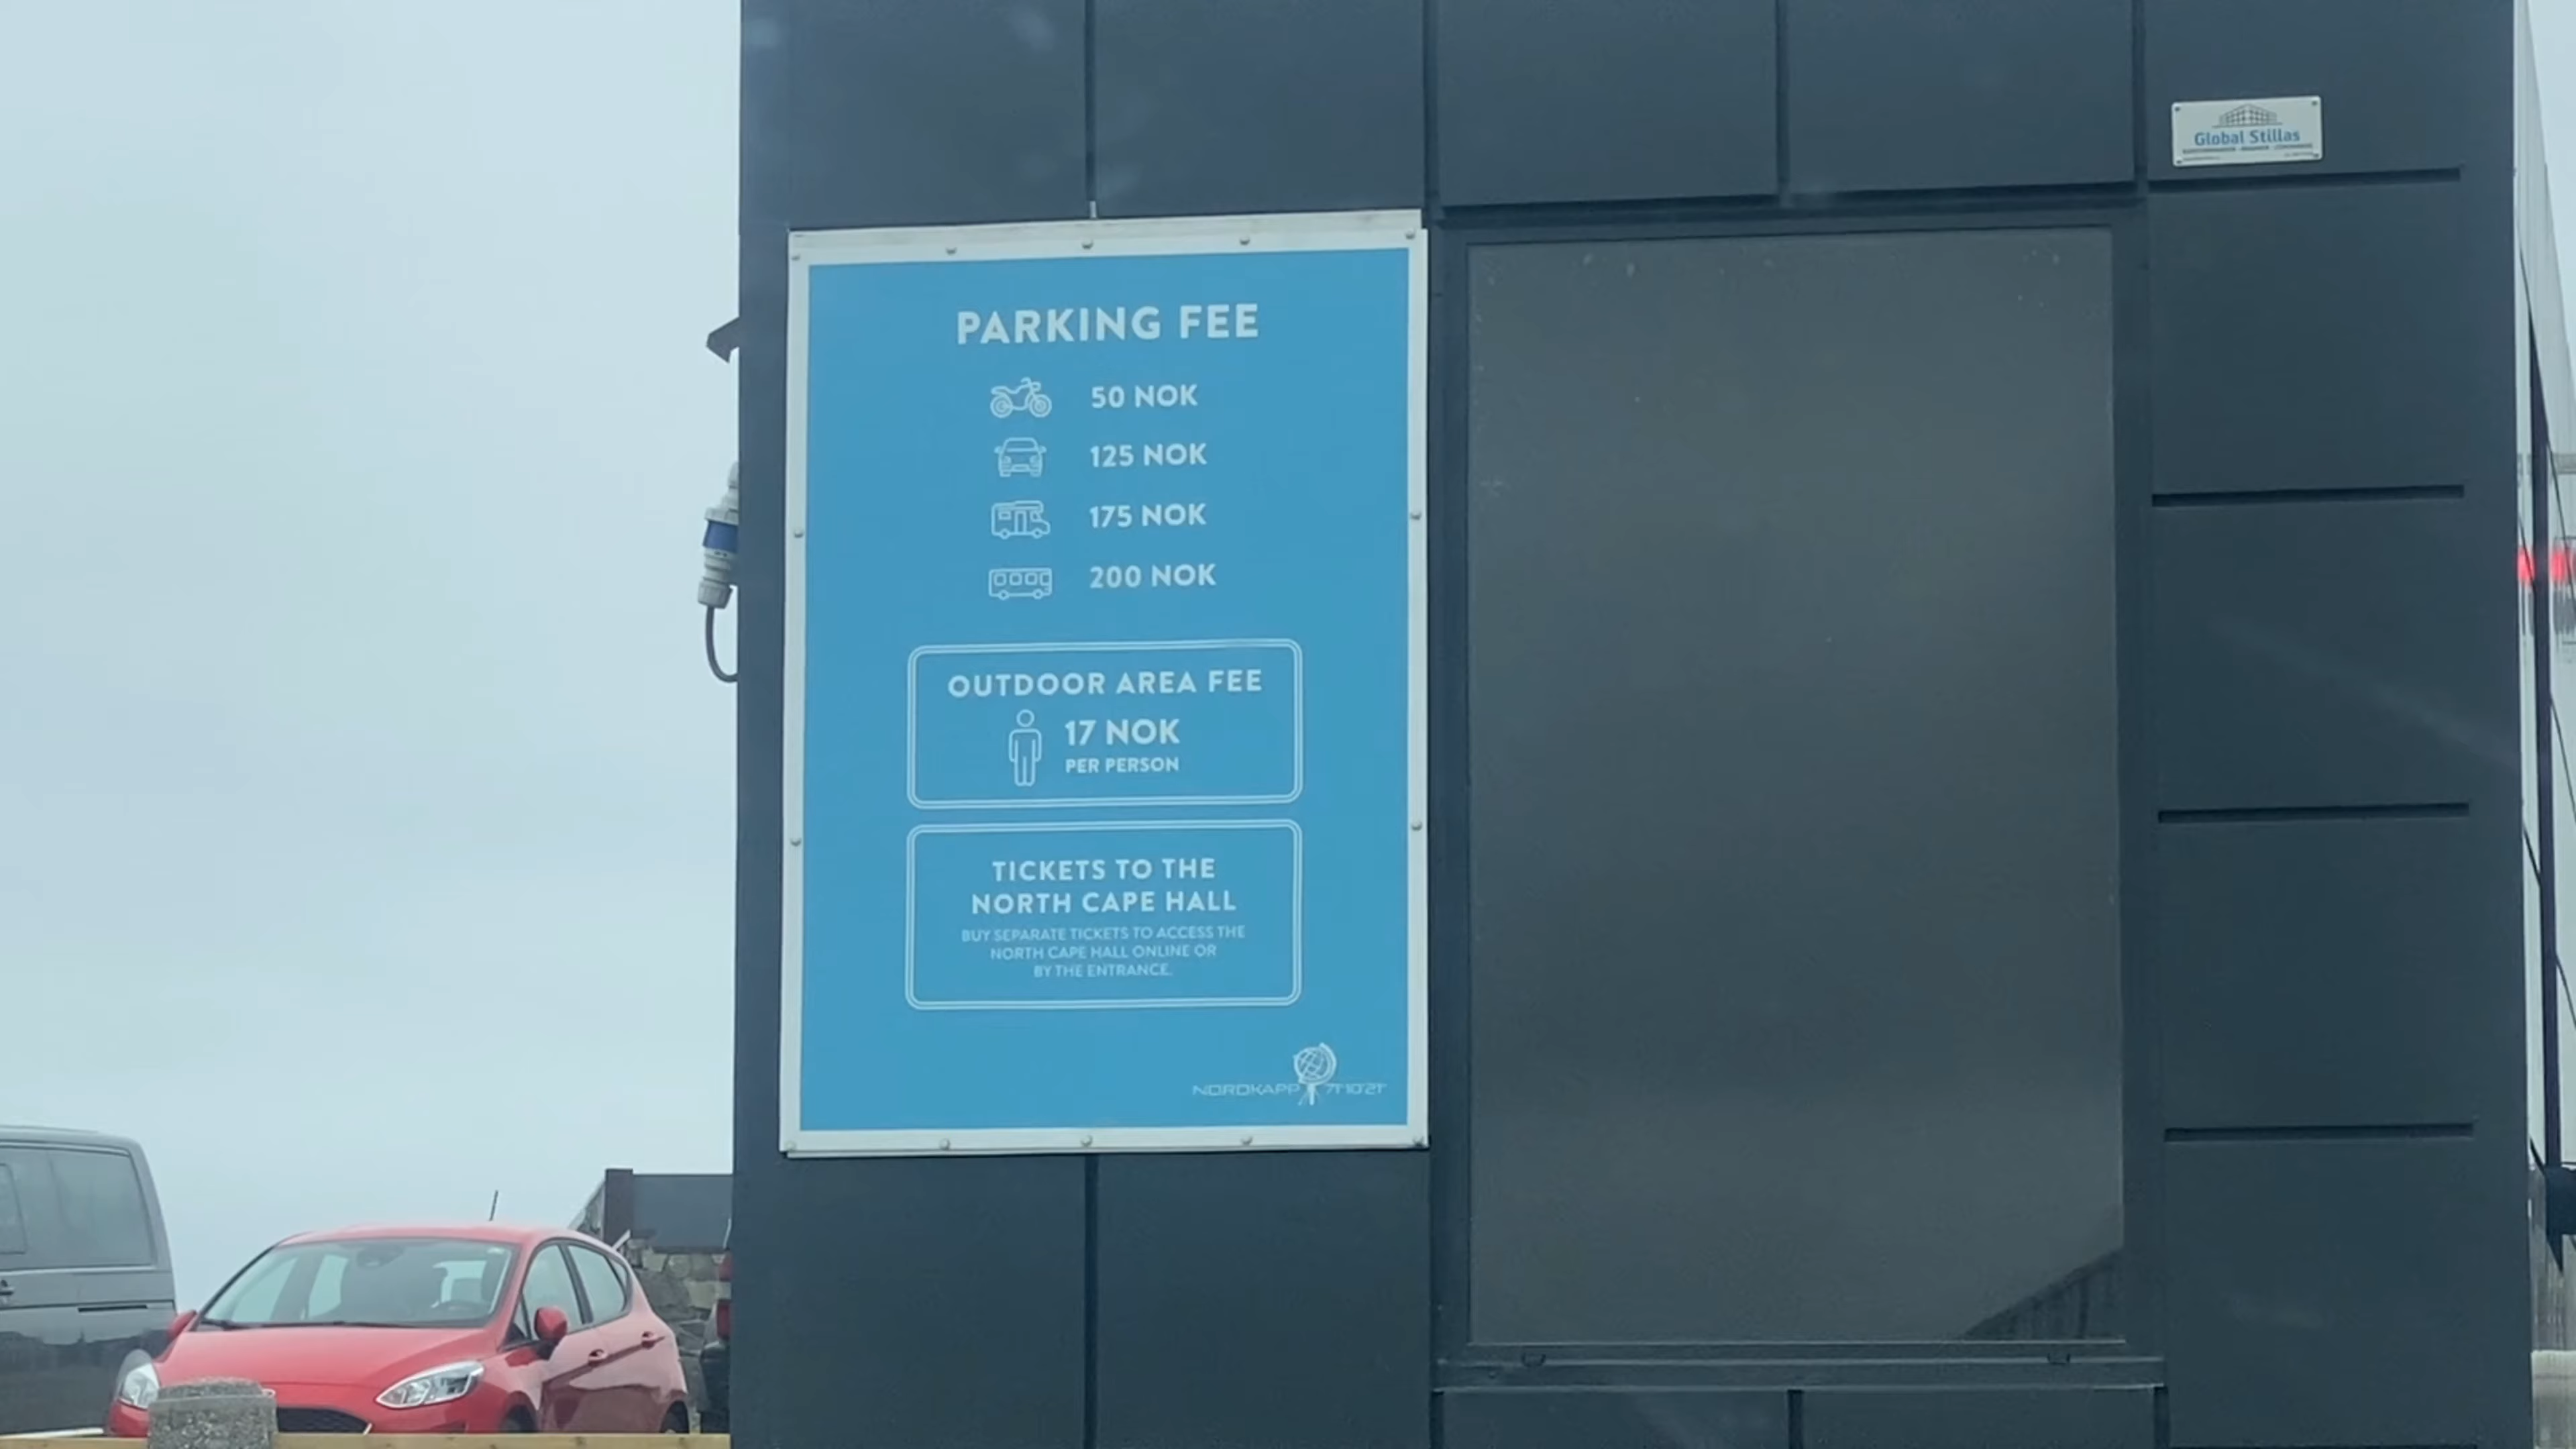 Global Stillas
PARKING FEE
50 NOK
125 NOK
175 NOK
200 NOK
OUTDOOR AREA FEE
17 NOK
PER PERSON
TICKETS TO THE
NORTH CAPE HALL
BUY SEPARATE TICKETS TO ACCESS THE
NORTH CAPE HALL ONLINE OR
BY THE ENTRANCE.
NORDKAPP 71°10'21"